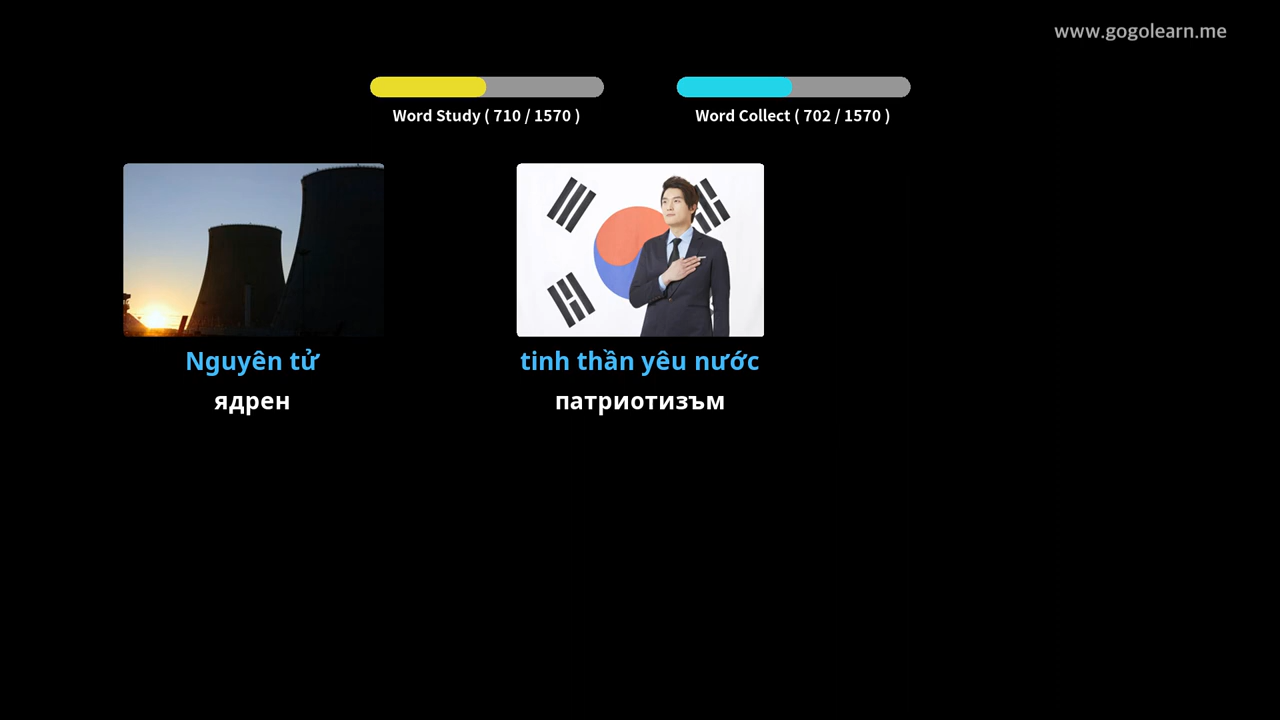 www.gogolearn.me
Word Study ( 710 / 1570 )
Word Collect ( 702 / 1570 )
Nguyên tử
ядрен
tinh thần yêu nước
патриотизъм